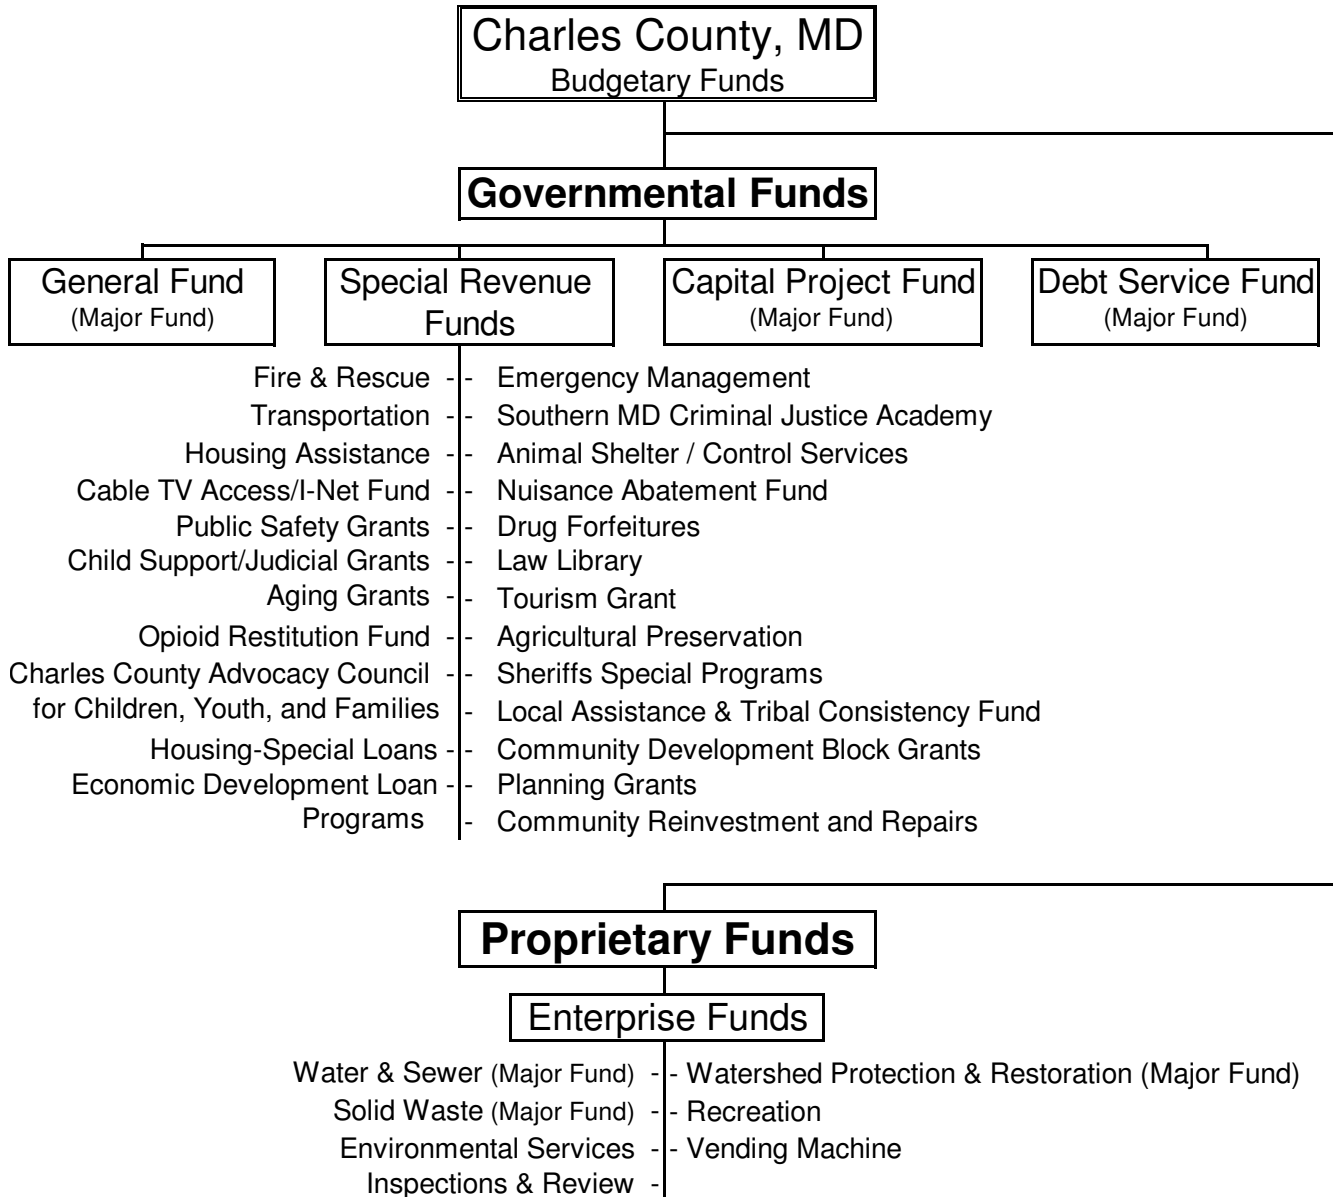 Charles County, MD
Budgetary Funds
Governmental Funds
General Fund
(Major Fund)
Special Revenue
Funds
Capital Project Fund
(Major Fund)
Debt Service Fund
(Major Fund)
Fire & Rescue - - Emergency Management
Transportation - - Southern MD Criminal Justice Academy
Housing Assistance - - Animal Shelter / Control Services
Cable TV Access/I-Net Fund - - Nuisance Abatement Fund
Public Safety Grants - - Drug Forfeitures
Child Support/Judicial Grants - - Law Library
Aging Grants - - Tourism Grant
Opioid Restitution Fund - - Agricultural Preservation
Charles County Advocacy Council - - Sheriffs Special Programs
for Children, Youth, and Families - Local Assistance & Tribal Consistency Fund
Housing-Special Loans - - Community Development Block Grants
Economic Development Loan - - Planning Grants
Programs - Community Reinvestment and Repairs
Proprietary Funds
Enterprise Funds
Water & Sewer (Major Fund) - - Watershed Protection & Restoration (Major Fund)
Solid Waste (Major Fund) - - Recreation
Environmental Services - - Vending Machine
Inspections & Review -